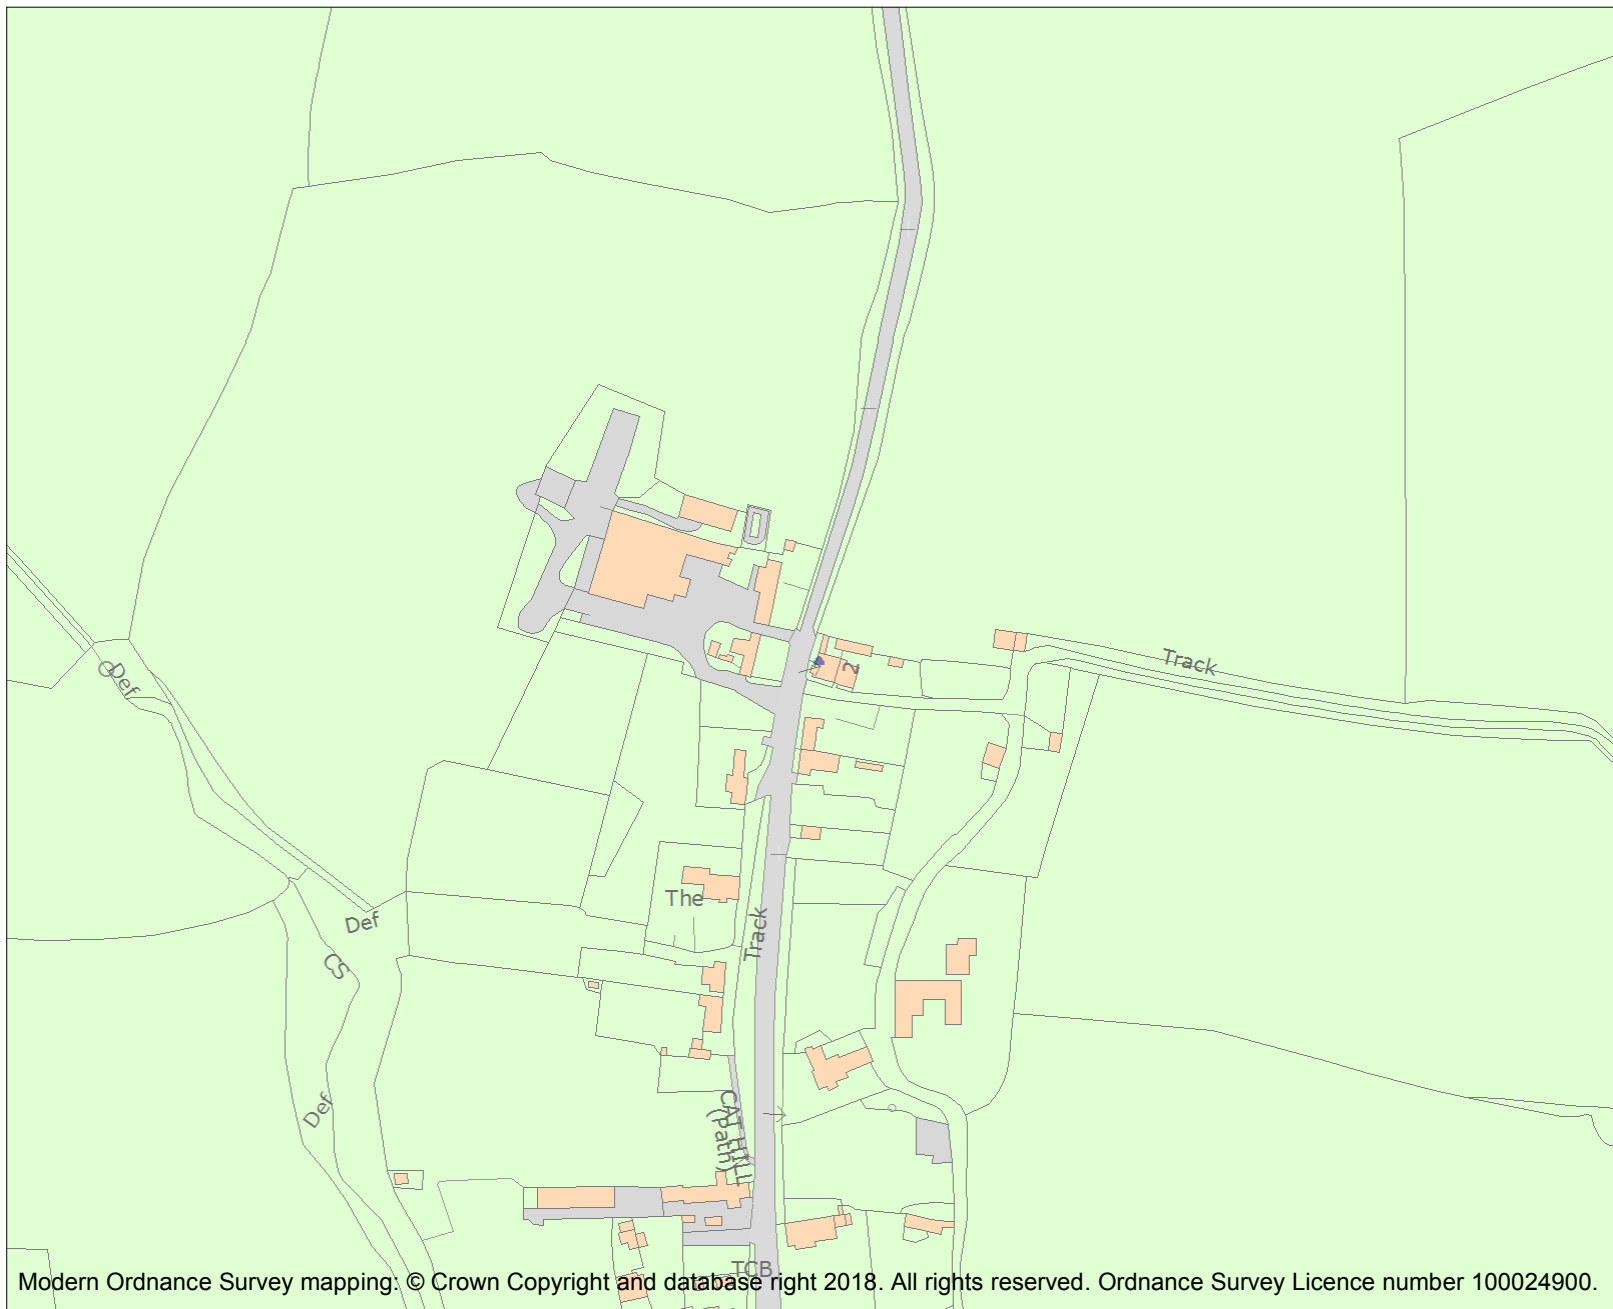 Track
2
Def
The
Def
Track
CS
Def
CAT HILL
(Path)
TCB
Modern Ordnance Survey mapping: © Crown Copyright and database right 2018. All rights reserved. Ordnance Survey Licence number 100024900.